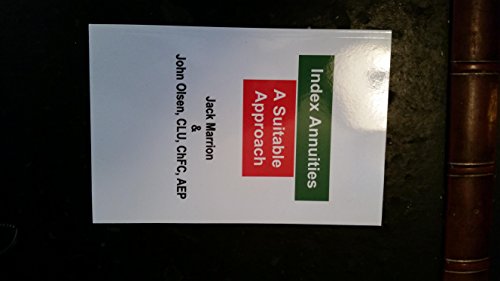 Index Annuities
A Suitable
Approach
Jack Marrion
&
John Olsen, CLU, ChFC, AEP